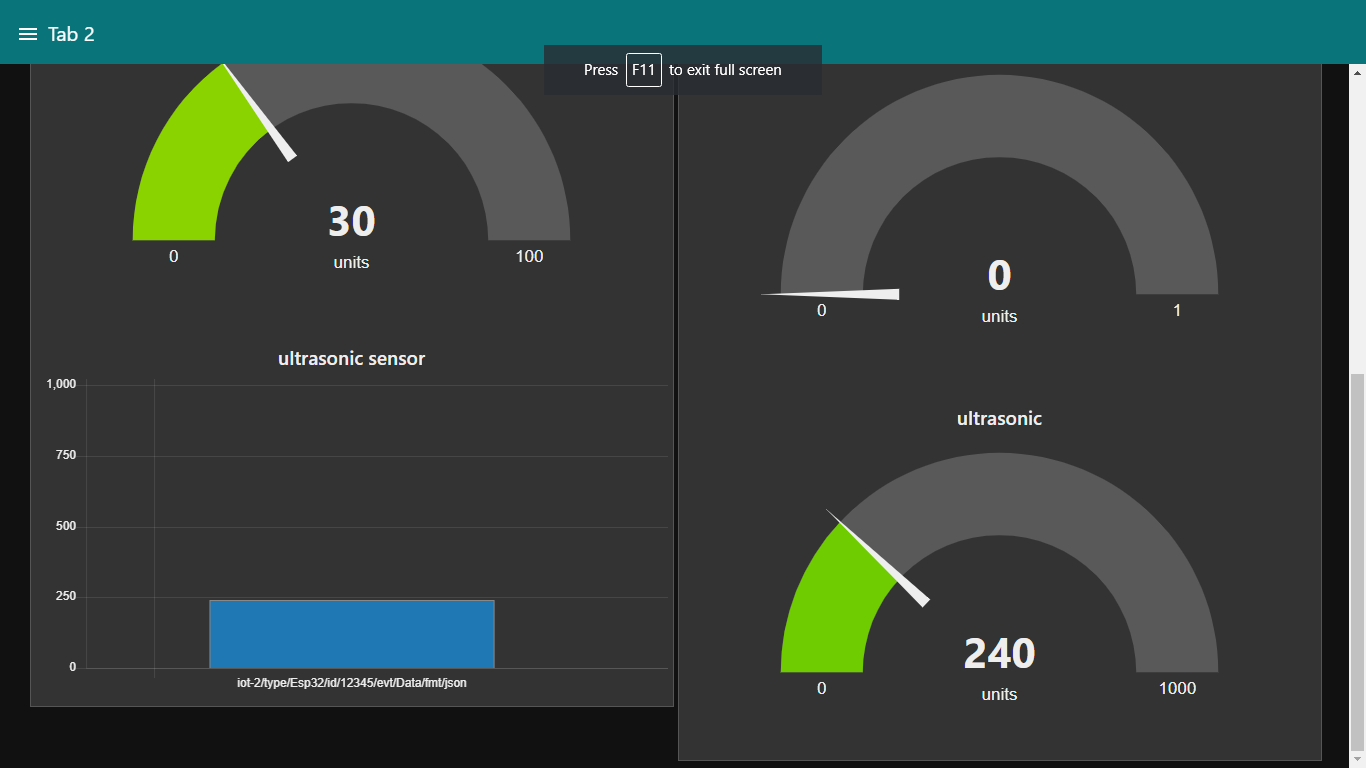 Tab 2
Press F11 to exit full screen
30
units
0
100
ultrasonic sensor
1,000
750
500
250
0
iot-2/type/Esp32/id/12345/evt/Data/fmt/json
0
units
0
1
ultrasonic
240
units
0
1000